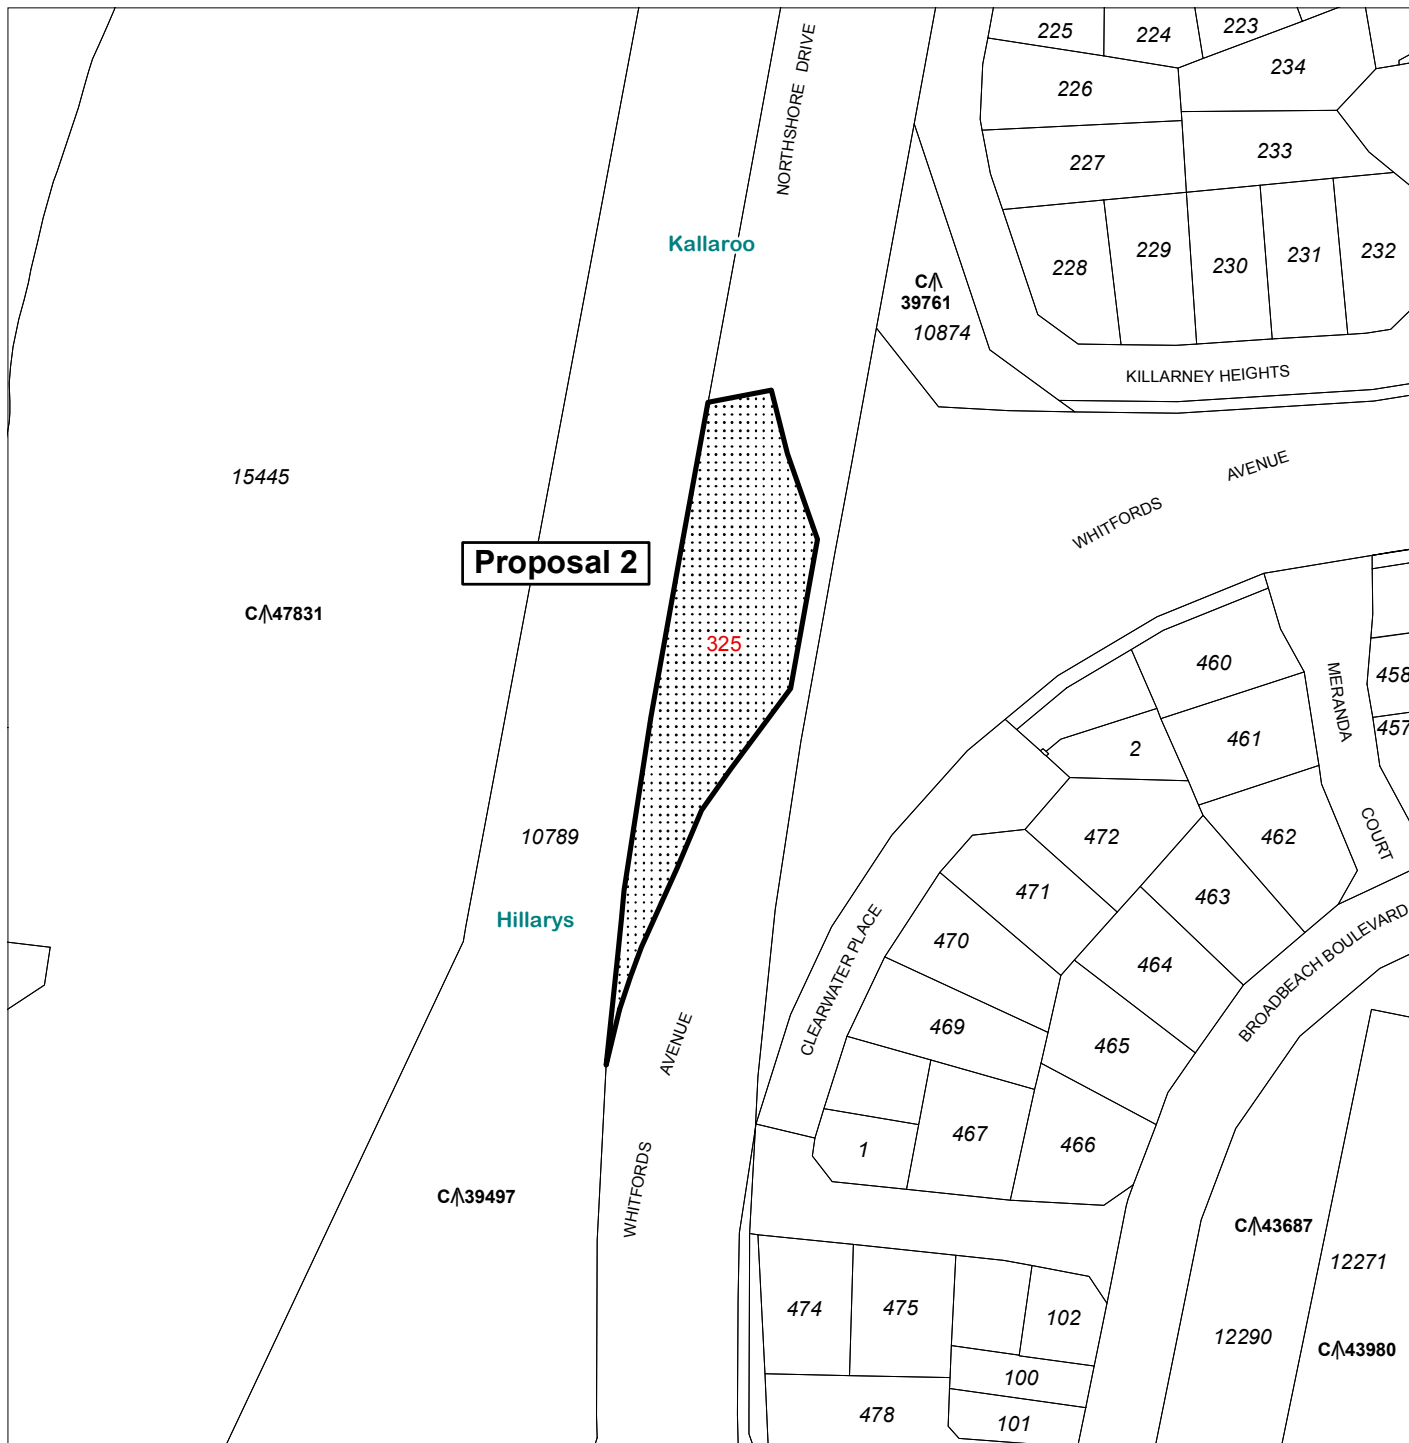 225
224
223
234
226
227
233
NORTHSHORE DRIVE
Kallaroo
228
229
230
231
232
C/|\
39761
10874
KILLARNEY HEIGHTS
15445
WHITFORDS AVENUE
Proposal 2
C/|\47831
325
460
MERANDA COURT
458
457
2
461
10789
472
462
471
463
Hillarys
470
CLEARWATER PLACE
464
BROADBEACH BOULEVARD
469
465
WHITFORDS AVENUE
1
467
466
C/|\39497
C/|\43687
12271
474
475
102
12290
C/|\43980
100
478
101